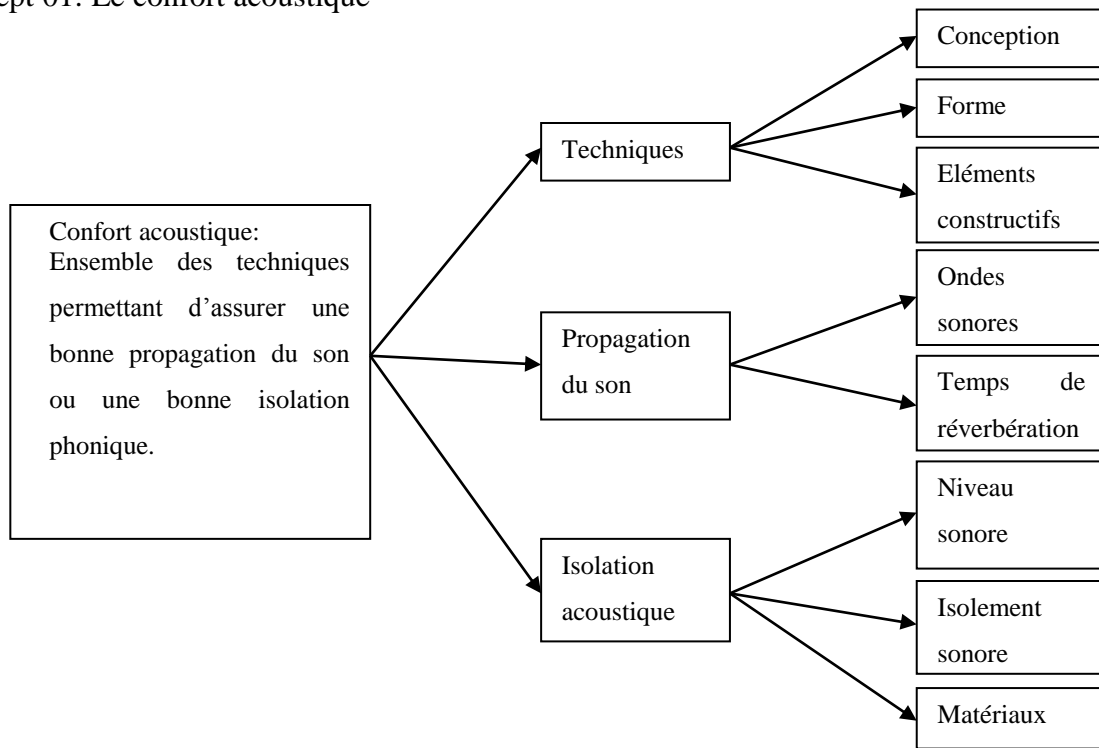 ept 01: Le confort acoustique
Confort acoustique:
Ensemble des techniques
permettant d’assurer une
bonne propagation du son
ou une bonne isolation
phonique.
Techniques
Propagation
du son
Isolation
acoustique
Conception
Forme
Eléments
constructifs
Ondes
sonores
Temps de
réverbération
Niveau
sonore
Isolement
sonore
Matériaux